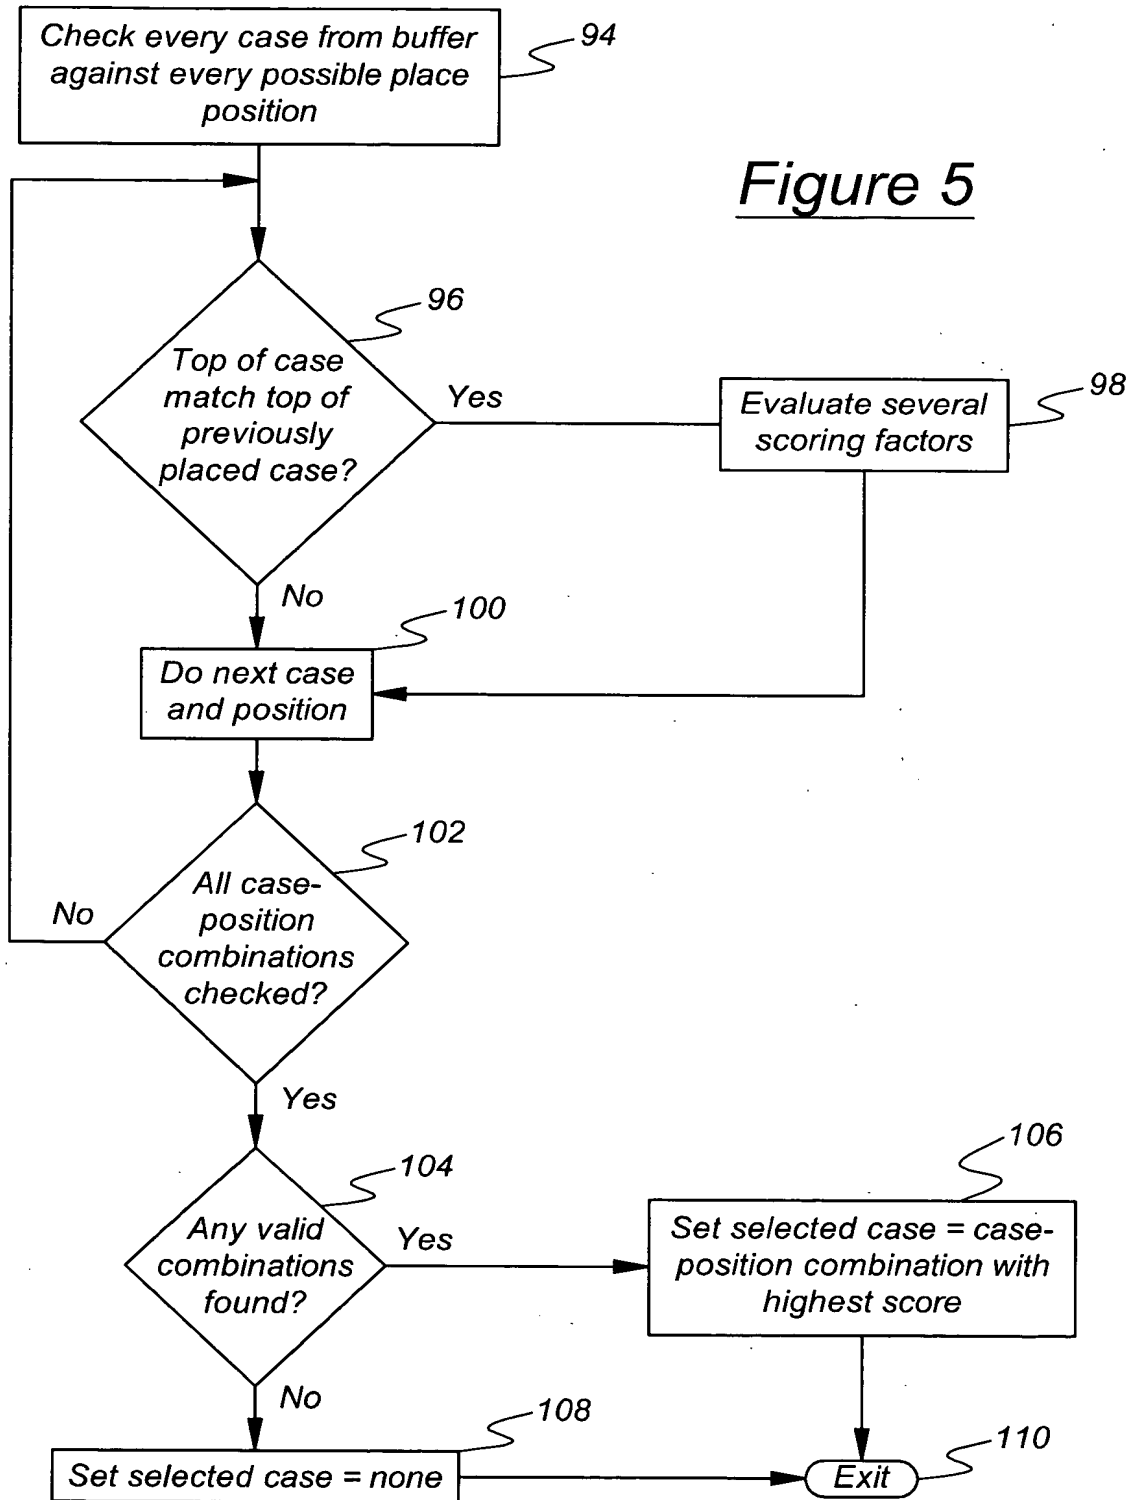 Check every case from buffer
against every possible place
position
94
Figure 5
96
Top of case
match top of
previously
placed case?
Yes
Evaluate several
scoring factors
98
No
100
Do next case
and position
102
All case-
position
combinations
checked?
No
Yes
104
Any valid
combinations
found?
Yes
106
Set selected case = case-
position combination with
highest score
No
108
Set selected case = none
Exit
110